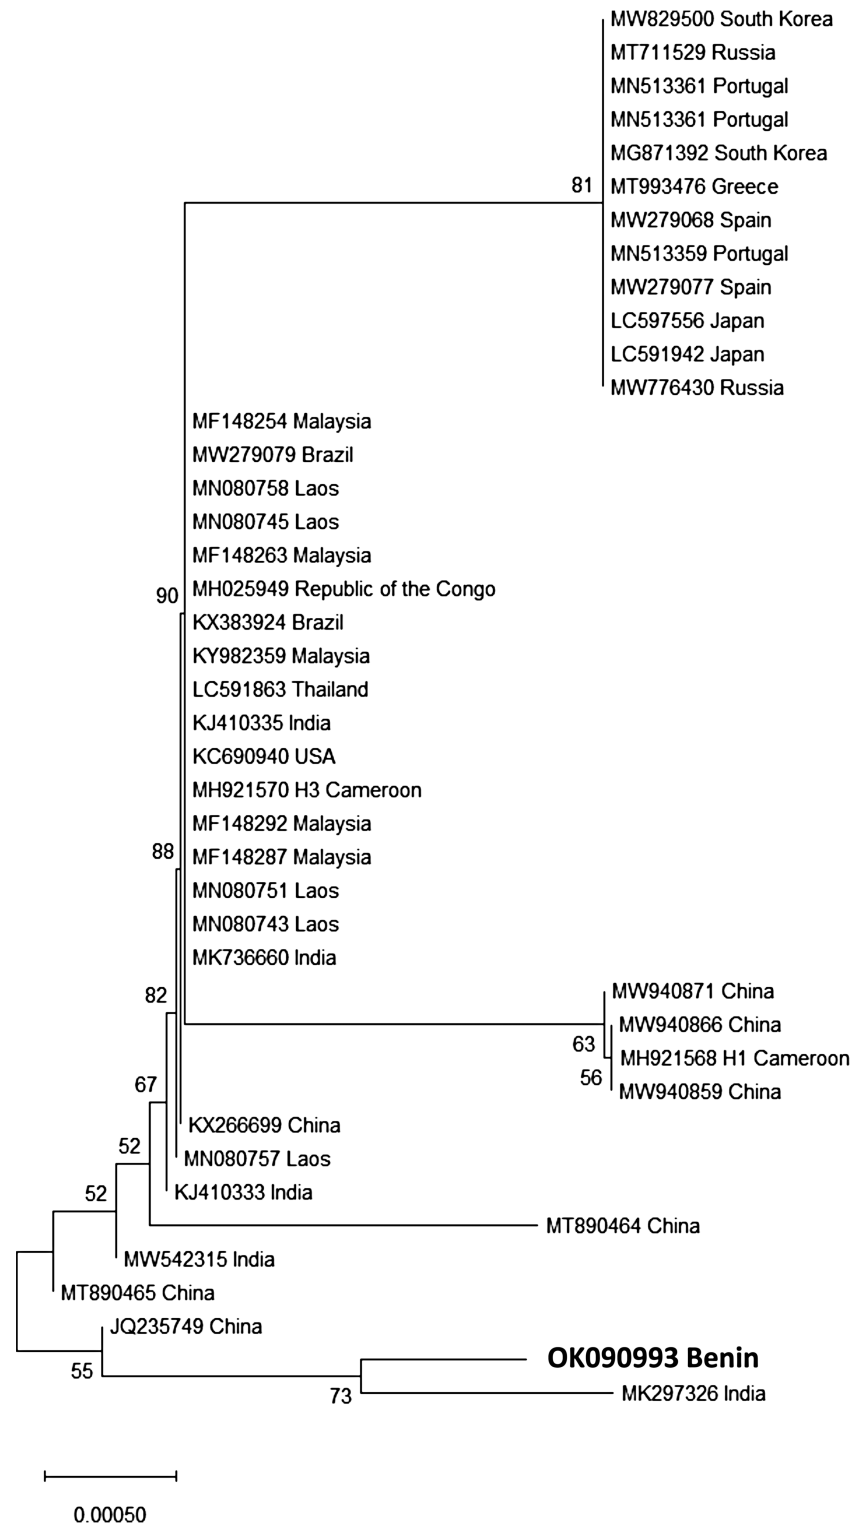 MW829500 South Korea
MT711529 Russia
MN513361 Portugal
MN513361 Portugal
MG871392 South Korea
81
MT993476 Greece
MW279068 Spain
MN513359 Portugal
MW279077 Spain
LC597556 Japan
LC591942 Japan
MW776430 Russia
MF148254 Malaysia
MW279079 Brazil
MN080758 Laos
MN080745 Laos
MF148263 Malaysia
MH025949 Republic of the Congo
90
KX383924 Brazil
KY982359 Malaysia
LC591863 Thailand
KJ410335 India
KC690940 USA
MH921570 H3 Cameroon
MF148292 Malaysia
88
MF148287 Malaysia
MN080751 Laos
MN080743 Laos
MK736660 India
82
MW940871 China
MW940866 China
63
MH921568 H1 Cameroon
56
MW940859 China
67
KX266699 China
52
MN080757 Laos
52
KJ410333 India
MT890464 China
MW542315 India
MT890465 China
JQ235749 China
OK090993 Benin
55
73
MK297326 India
0.00050